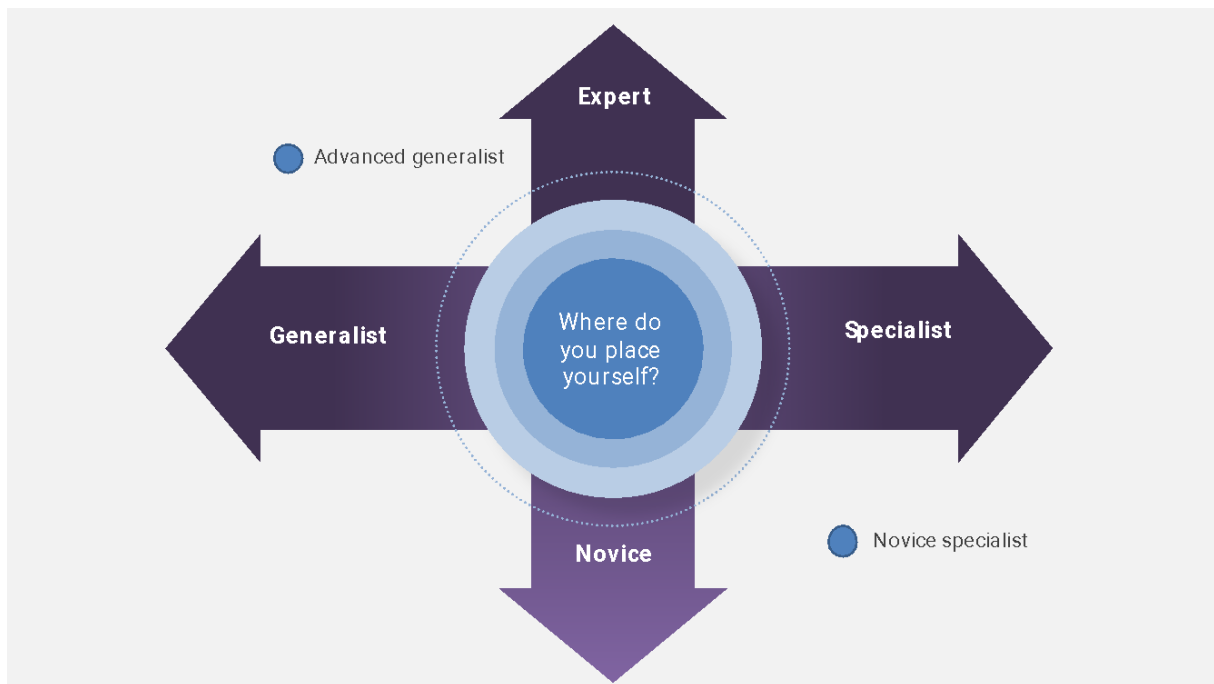 Expert
Advanced generalist
Generalist
Where do
you place
yourself?
Specialist
Novice
Novice specialist